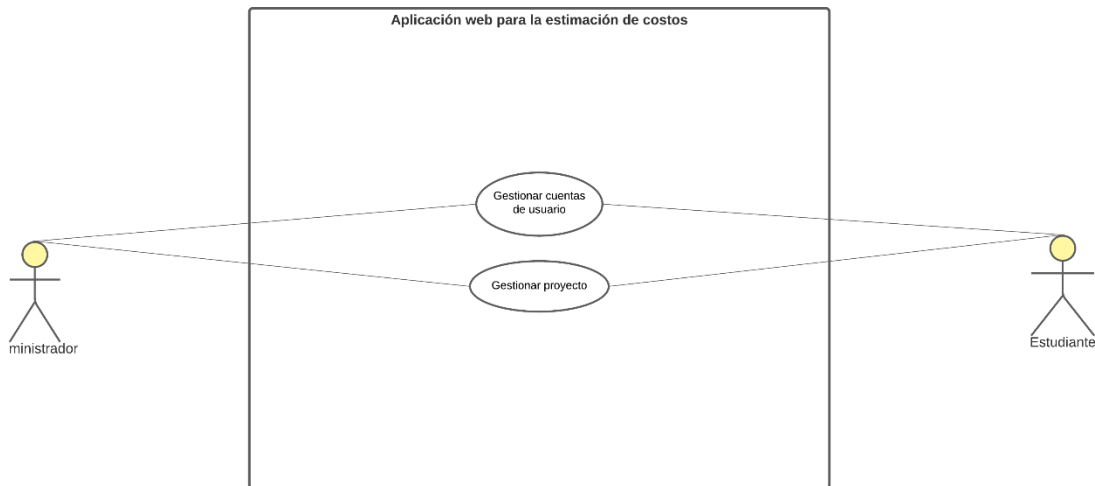 Aplicación web para la estimación de costos
Gestionar cuentas
de usuario
Gestionar proyecto
ministrador
Estudiante